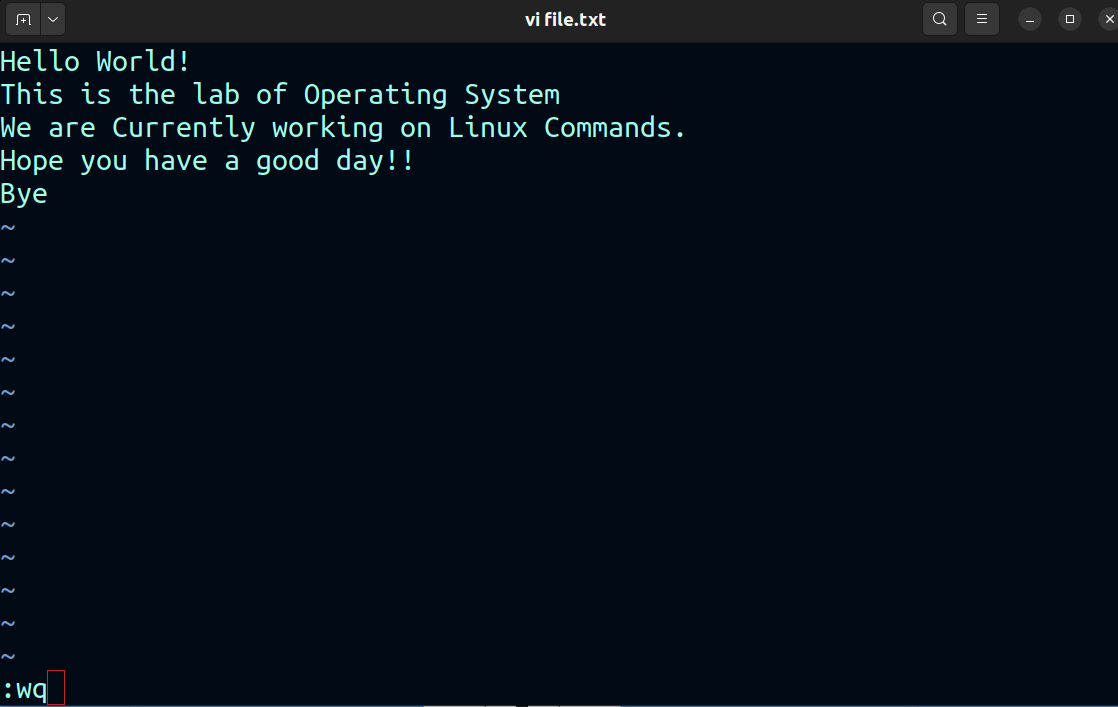 vi file.txt
Hello World!
This is the lab of Operating System
We are Currently working on Linux Commands.
Hope you have a good day!!
Bye
~
~
~
~
~
~
~
~
~
~
~
~
~
~
:wq